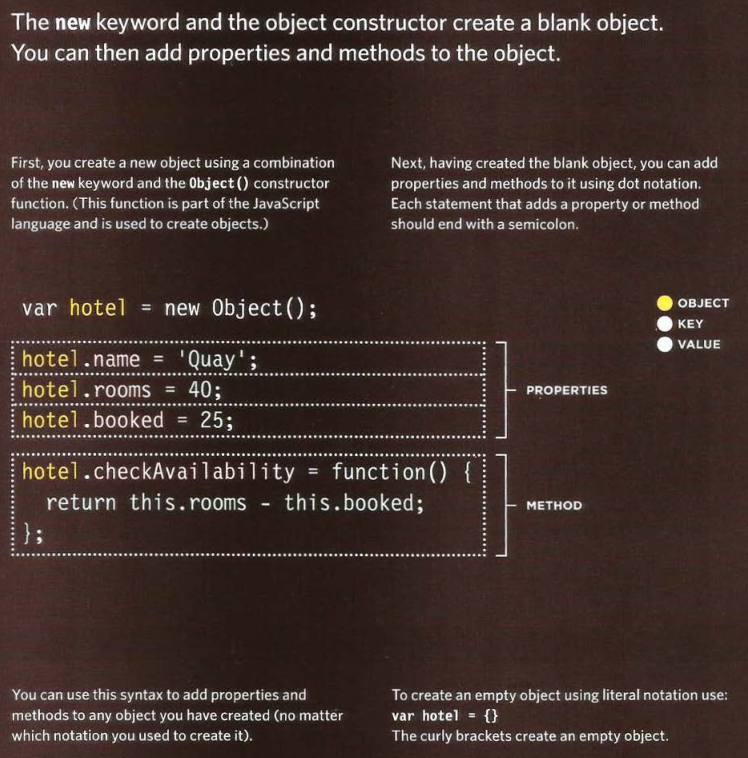 The new keyword and the object constructor create a blank object.
You can then add properties and methods to the object.
First, you create a new object using a combination
of the new keyword and the Object() constructor
function. (This function is part of the JavaScript
language and is used to create objects.)
Next, having created the blank object, you can add
properties and methods to it using dot notation.
Each statement that adds a property or method
should end with a semicolon.
var hotel = new Object();
OBJECT
KEY
VALUE
hotel.name = 'Quay';
hotel.rooms = 40;
hotel.booked = 25;
PROPERTIES
hotel.checkAvailability = function() {
return this.rooms - this.booked;
};
METHOD
You can use this syntax to add properties and
methods to any object you have created (no matter
which notation you used to create it).
To create an empty object using literal notation use:
var hotel = {}
The curly brackets create an empty object.